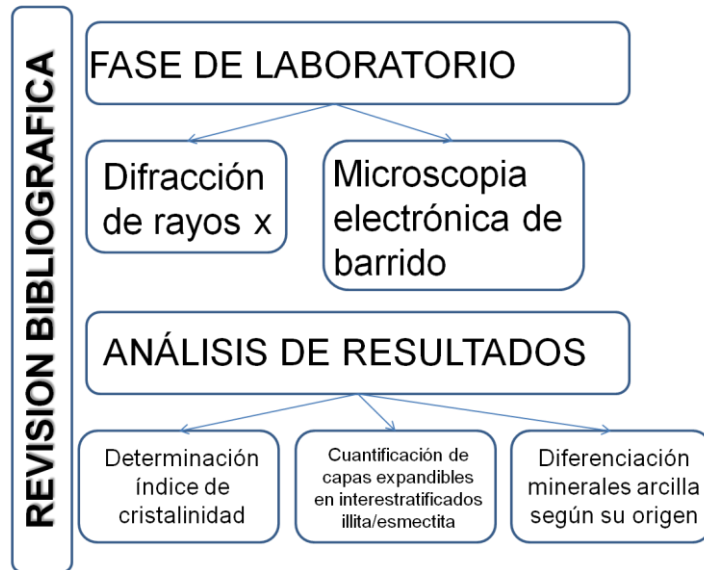 REVISION BIBLIOGRAFICA
FASE DE LABORATORIO
Difracción
de rayos x
Microscopia
electrónica de
barrido
ANÁLISIS DE RESULTADOS
Determinación
índice de
cristalinidad
Cuantificación de
capas expandibles
en interestratificados
illita/esmectita
Diferenciación
minerales arcilla
según su origen